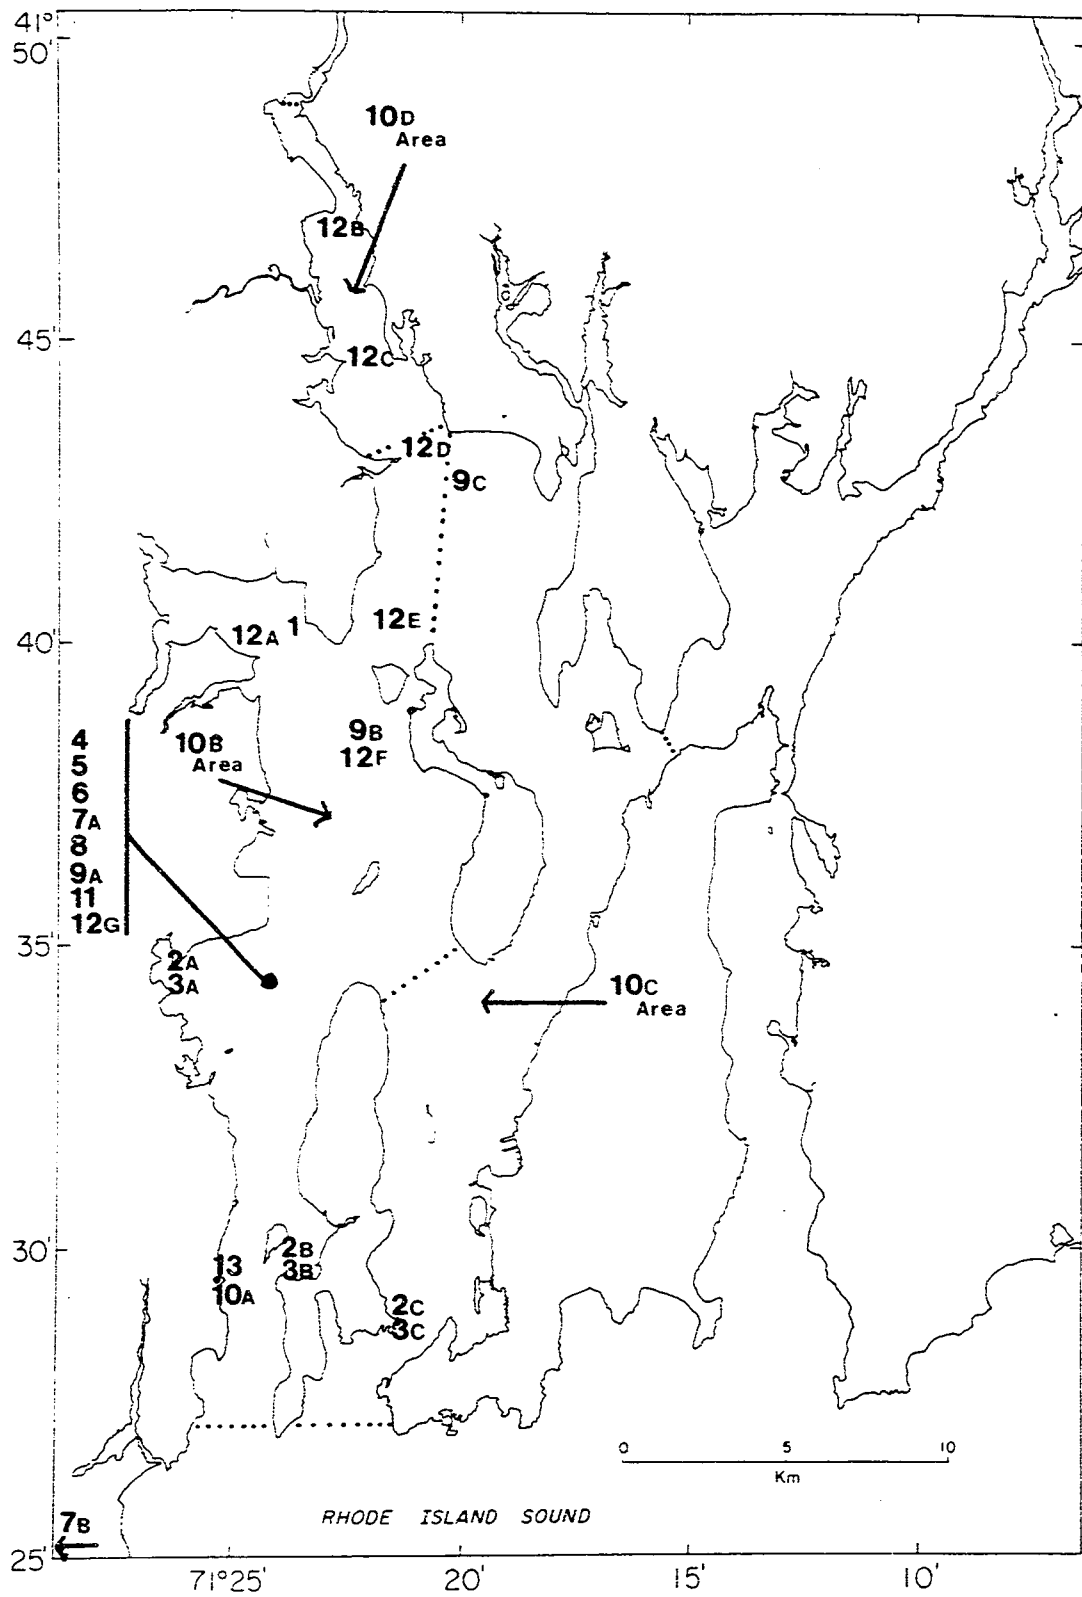 41°
50'
10D
Area
12B
45'
12C
12D
9C
12E
12A 1
40'
4
5
6
7A
8
9A
11
12G
10B
Area
9B
12F
35'
2A
3A
10C
Area
30'
2B
3B
13
10A
2C
3C
0 5 10
Km
RHODE ISLAND SOUND
7B
25'
71°25' 20' 15' 10'